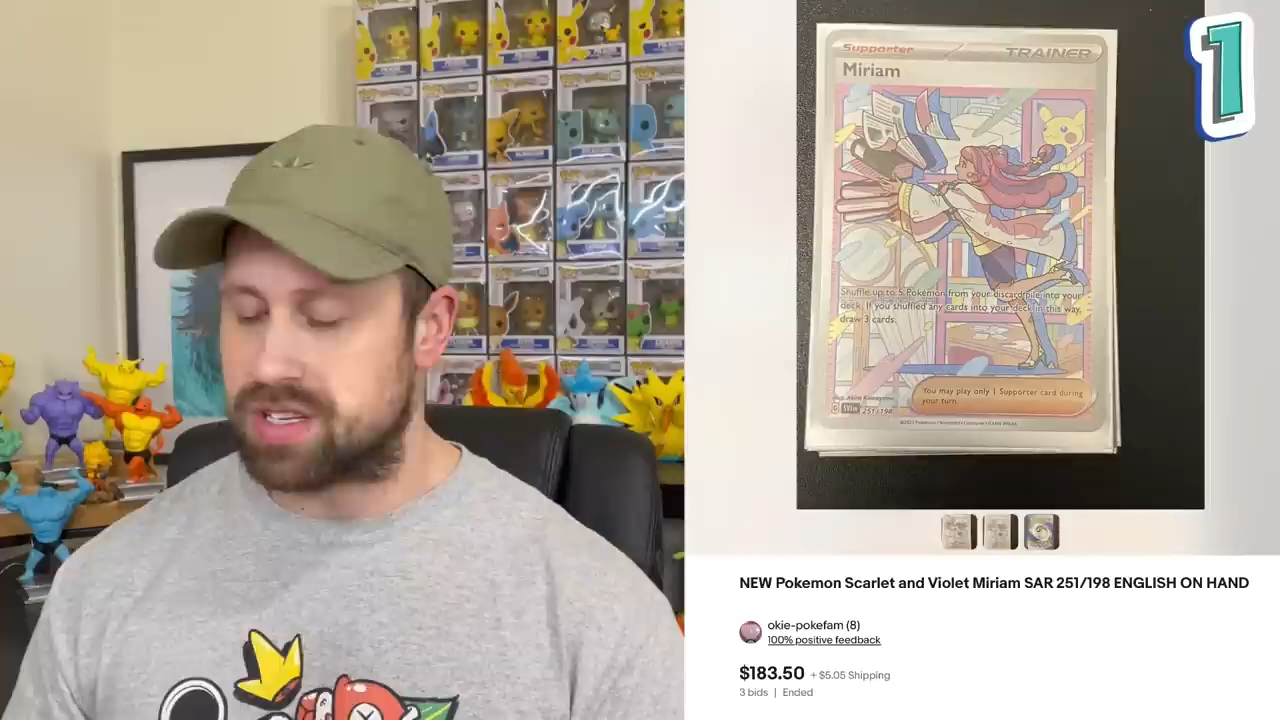 1
Supporter
TRAINER
Miriam
Shuffle up to 5 Pokémon from your discard pile into your
deck. If you shuffled any cards into your deck in this way,
draw 3 cards.
You may play only 1 Supporter card during
your turn.
251/198
NEW Pokemon Scarlet and Violet Miriam SAR 251/198 ENGLISH ON HAND
okie-pokefam (8)
100% positive feedback
$183.50 + $5.05 Shipping
3 bids | Ended